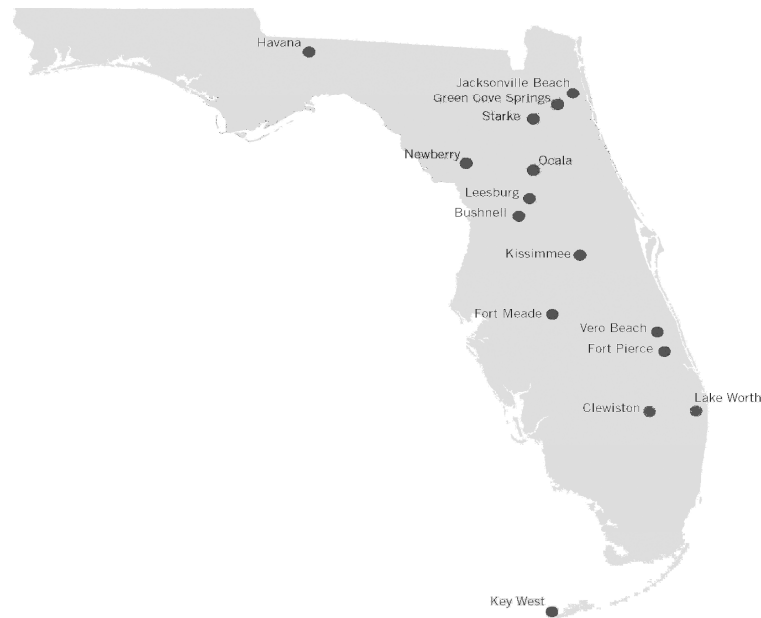 Havana
Jacksonville Beach
Green Cove Springs
Starke
Newberry
Ocala
Leesburg
Bushnell
Kissimmee
Fort Meade
Vero Beach
Fort Pierce
Lake Worth
Clewiston
Key West